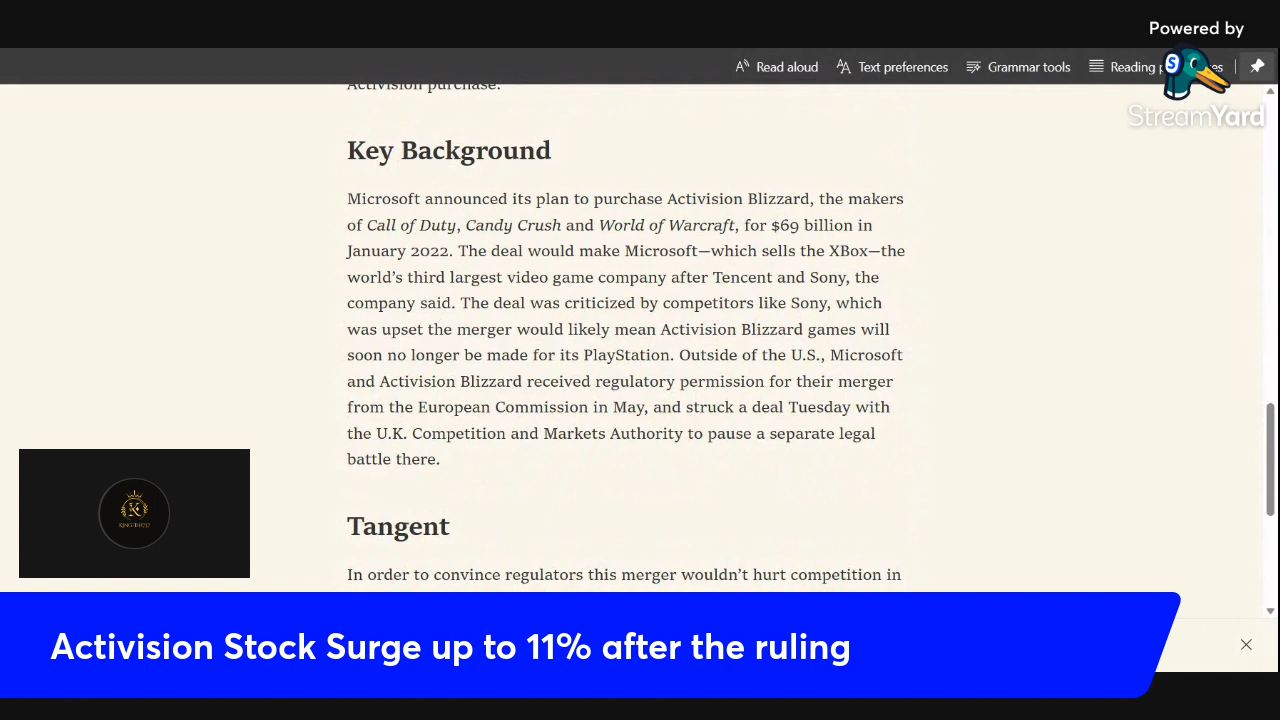 Powered by
Read aloud
Text preferences
Grammar tools
Reading
StreamYard
Activision purchase.
Key Background
Microsoft announced its plan to purchase Activision Blizzard, the makers
of Call of Duty, Candy Crush and World of Warcraft, for $69 billion in
January 2022. The deal would make Microsoft—which sells the XBox—the
world's third largest video game company after Tencent and Sony, the
company said. The deal was criticized by competitors like Sony, which
was upset the merger would likely mean Activision Blizzard games will
soon no longer be made for its PlayStation. Outside of the U.S., Microsoft
and Activision Blizzard received regulatory permission for their merger
from the European Commission in May, and struck a deal Tuesday with
the U.K. Competition and Markets Authority to pause a separate legal
battle there.
Tangent
In order to convince regulators this merger wouldn't hurt competition in
Activision Stock Surge up to 11% after the ruling